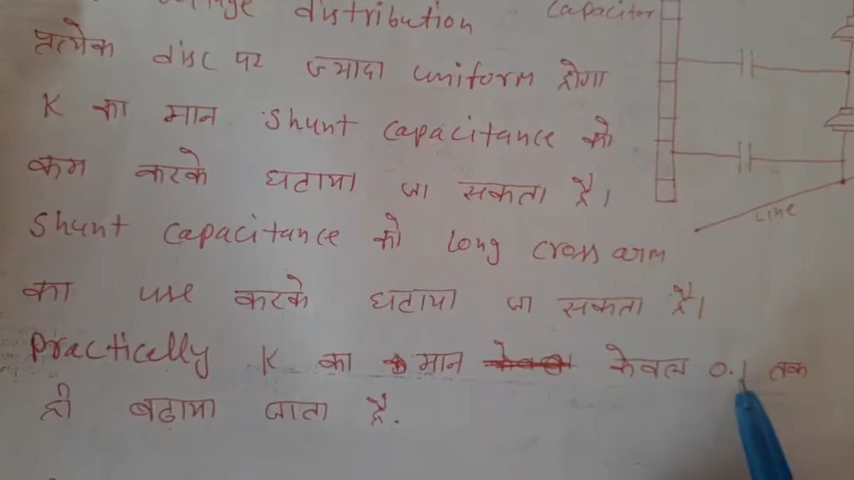 distribution
Capacitor
प्रत्येक disc पर ज्यादा uniform होगा
K का मान Shunt capacitance को
कम करके घटाया जा सकता है।
Shunt capacitance को long cross arm
का use करके घटाया जा सकता है।
Line
Practically K का मान केवल 0.1 तक
ही बढ़ाया जाता है.